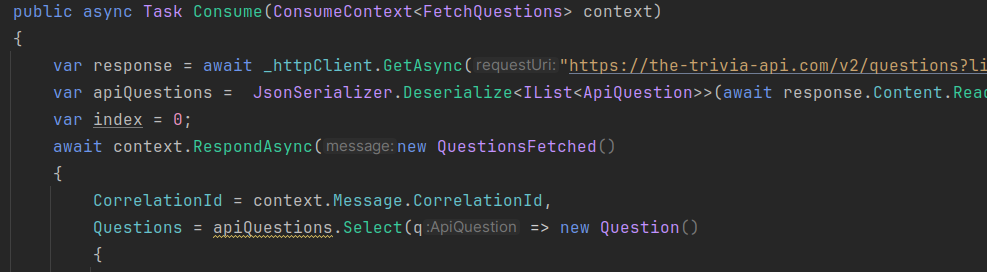 public async Task Consume(ConsumeContext<FetchQuestions> context)
{
var response = await _httpClient.GetAsync( requestUri: "https://the-trivia-api.com/v2/questions?li
var apiQuestions =  JsonSerializer.Deserialize<IList<ApiQuestion>>(await response.Content.Read
var index = 0;
await context.RespondAsync( message: new QuestionsFetched()
{
CorrelationId = context.Message.CorrelationId,
Questions = apiQuestions.Select(q :ApiQuestion => new Question()
{